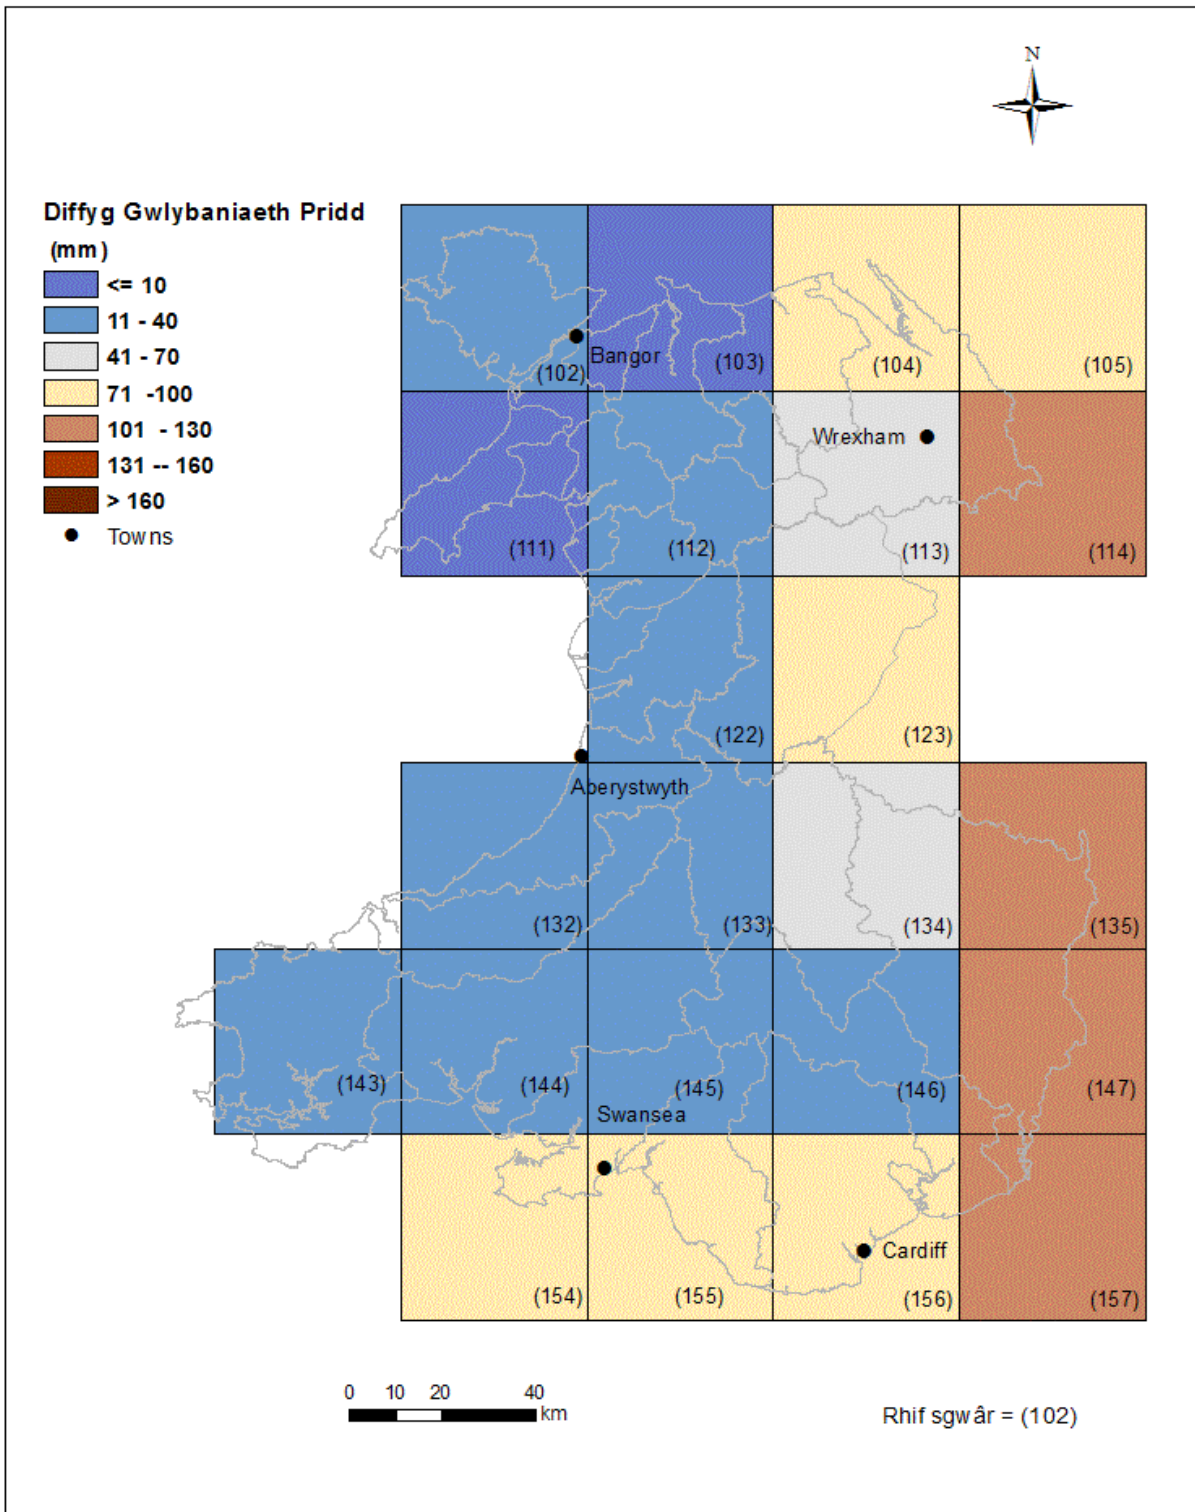 N
Diffyg Gwlybaniaeth Pridd
(mm)
<= 10
11 - 40
41 - 70
71 -100
101 - 130
131 -- 160
> 160
Towns
Bangor
(102)
(103)
(104)
(105)
Wrexham
(111)
(112)
(113)
(114)
(122)
(123)
Aberystwyth
(132)
(133)
(134)
(135)
(143)
(144)
(145)
(146)
(147)
Swansea
Cardiff
(154)
(155)
(156)
(157)
0 10 20 40
km
Rhif sgwâr = (102)